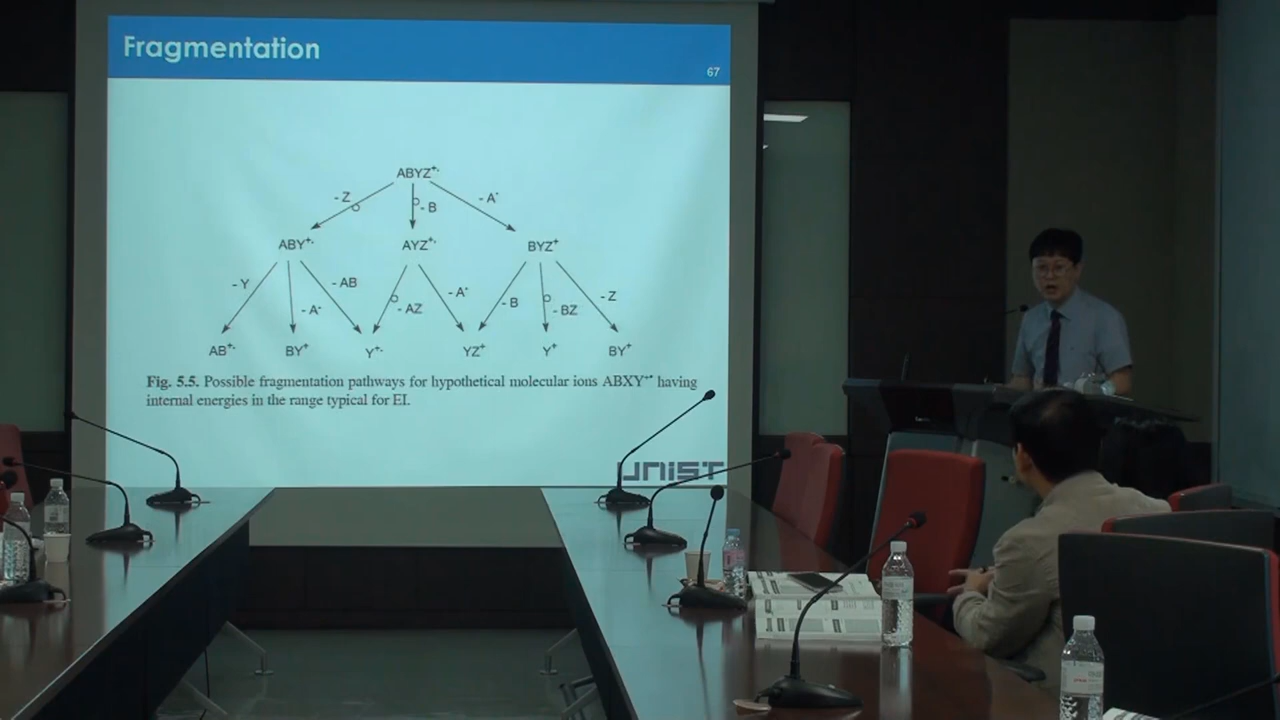 Fragmentation
67
ABYZ⁺·
- Z
- B
- A·
ABY⁺·
AYZ⁺·
BYZ⁺
- Y
- A·
- AB
- AZ
- A·
- B
- BZ
- Z
AB⁺·
BY⁺
Y⁺·
YZ⁺
Y⁺
BY⁺
Fig. 5.5. Possible fragmentation pathways for hypothetical molecular ions ABXY⁺• having
internal energies in the range typical for EI.
UNIST